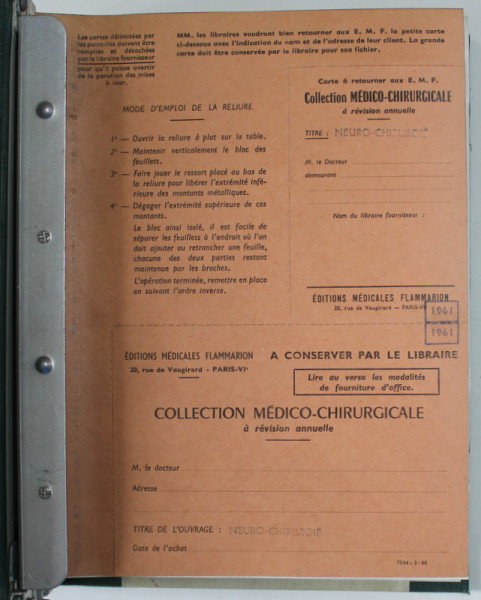 Les cartes délimitées par
les pointillés doivent être
remplies et détachées
par le libraire fournisseur
pour qu'il puisse avertir
de la parution des mises
à jour.
MM. les libraires voudront bien retourner aux E. M. F. la petite carte
ci-dessous avec l'indication du nom et de l'adresse de leur client. La grande
carte doit être conservée par le libraire pour son fichier.
MODE D'EMPLOI DE LA RELIURE
1° — Ouvrir la reliure à plat sur la table.
2° — Maintenir verticalement le bloc des
feuillets.
3° — Faire jouer le ressort placé au bas de
la reliure pour libérer l'extrémité infé-
rieure des montants métalliques.
4° — Dégager l'extrémité supérieure de ces
montants.
Le bloc ainsi isolé, il est facile de
séparer les feuillets à l'endroit où l'on
doit ajouter ou retrancher une feuille,
chacune des deux parties restant
maintenue par les broches.
L'opération terminée, remettre en place
en suivant l'ordre inverse.
Carte à retourner aux E. M. F.
Collection MÉDICO-CHIRURGICALE
à révision annuelle
TITRE : NEURO-CHIRURGIE
M. le Docteur
demeurant
Nom du libraire fournisseur :
ÉDITIONS MÉDICALES FLAMMARION
20, rue de Vaugirard — PARIS-VIe
1961
1961
ÉDITIONS MÉDICALES FLAMMARION
20, rue de Vaugirard - PARIS-VIe
A CONSERVER PAR LE LIBRAIRE
Lire au verso les modalités
de fourniture d'office.
COLLECTION MÉDICO-CHIRURGICALE
à révision annuelle
M. le docteur
Adresse
TITRE DE L'OUVRAGE : NEURO-CHIRURGIE
Date de l'achat